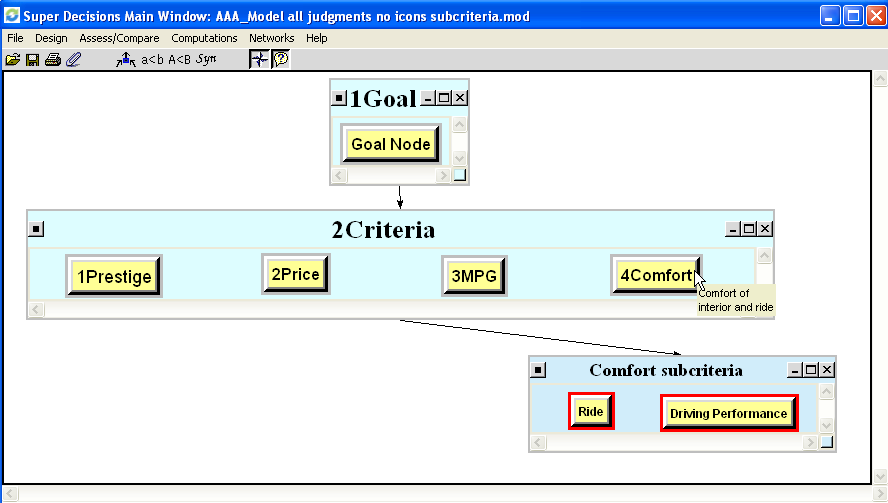 Super Decisions Main Window: AAA_Model all judgments no icons subcriteria.mod
File Design Assess/Compare Computations Networks Help
a<b A<B Syn
1Goal
Goal Node
2Criteria
1Prestige 2Price 3MPG 4Comfort
Comfort of
interior and ride
Comfort subcriteria
Ride Driving Performance